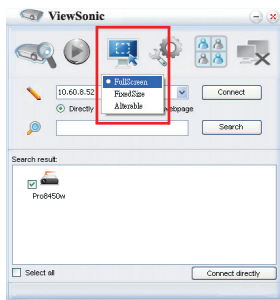 ViewSonic
FullScreen
FixedSize
Alterable
10.60.8.52
Connect
Directly
webpage
Search
Search result:
Pro8450w
Select all
Connect directly